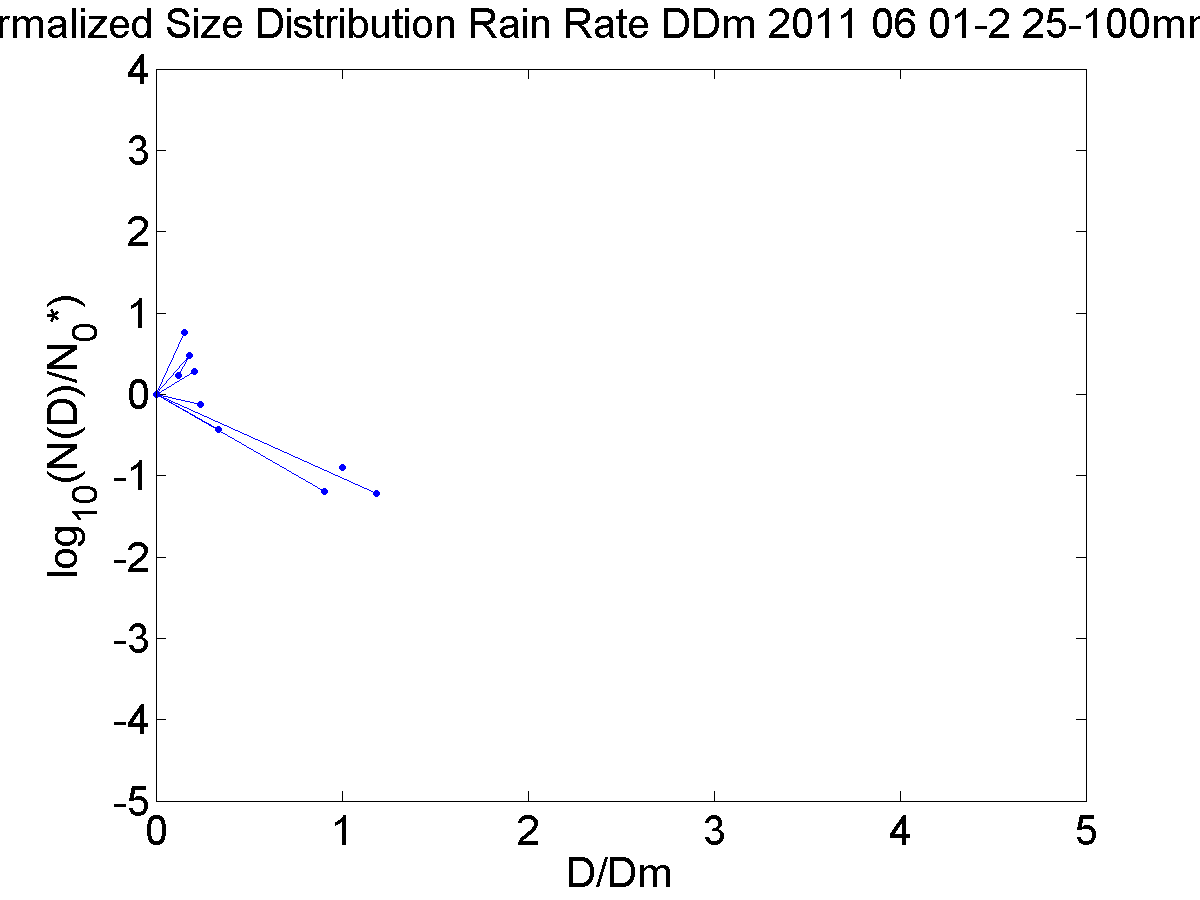 rmalized Size Distribution Rain Rate DDm 2011 06 01-2 25-100mr
4
3
2
1
0
-1
-2
-3
-4
-5
log10(N(D)/N0*)
0 1 2 3 4 5
D/Dm